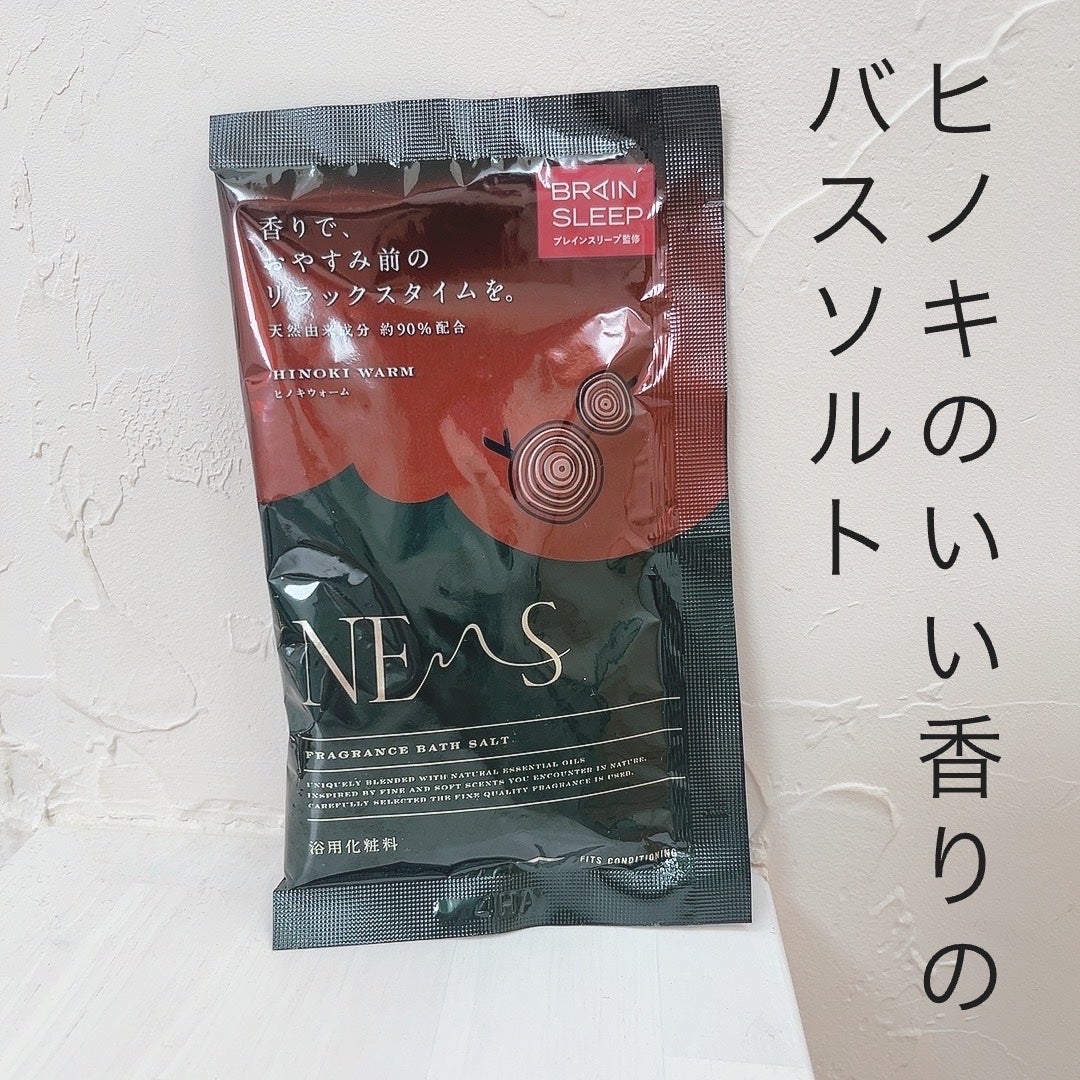 ヒノキのいい香りの
バスソルト
BRAIN
SLEEP
ブレインスリープ監修
香りで、
おやすみ前の
リラックスタイムを。
天然由来成分 約90%配合
HINOKI WARM
ヒノキウォーム
NENS
FRAGRANCE BATH SALT
UNIQUELY BLENDED WITH NATURAL ESSENTIAL OILS
INSPIRED BY FINE AND SOFT SCENTS YOU ENCOUNTER IN NATURE.
CAREFULLY SELECTED THE FINE QUALITY FRAGRANCE IS USED.
浴用化粧料
FITS CONDITIONING